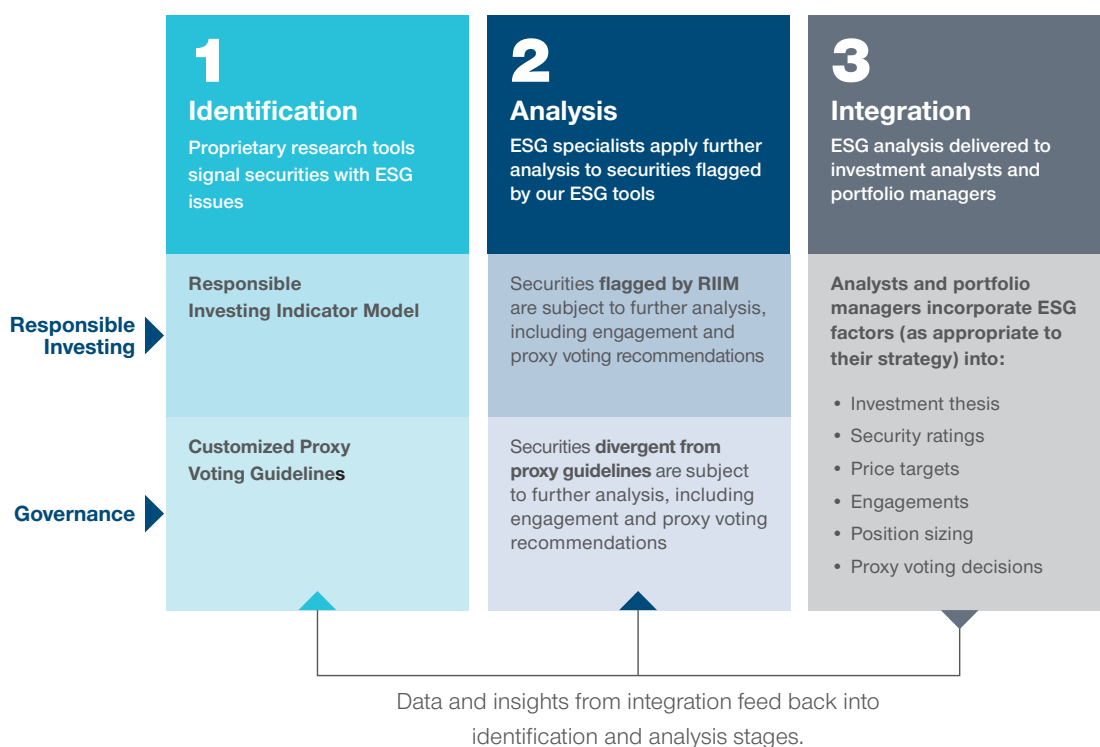 1
Identification
Proprietary research tools
signal securities with ESG
issues
2
Analysis
ESG specialists apply further
analysis to securities flagged
by our ESG tools
3
Integration
ESG analysis delivered to
investment analysts and
portfolio managers
Responsible
Investing
Responsible
Investing Indicator Model
Securities flagged by RIIM
are subject to further analysis,
including engagement and
proxy voting recommendations
Governance
Customized Proxy
Voting Guidelines
Securities divergent from
proxy guidelines are subject
to further analysis, including
engagement and proxy voting
recommendations
Analysts and portfolio
managers incorporate ESG
factors (as appropriate to
their strategy) into:
• Investment thesis
• Security ratings
• Price targets
• Engagements
• Position sizing
• Proxy voting decisions
Data and insights from integration feed back into
identification and analysis stages.